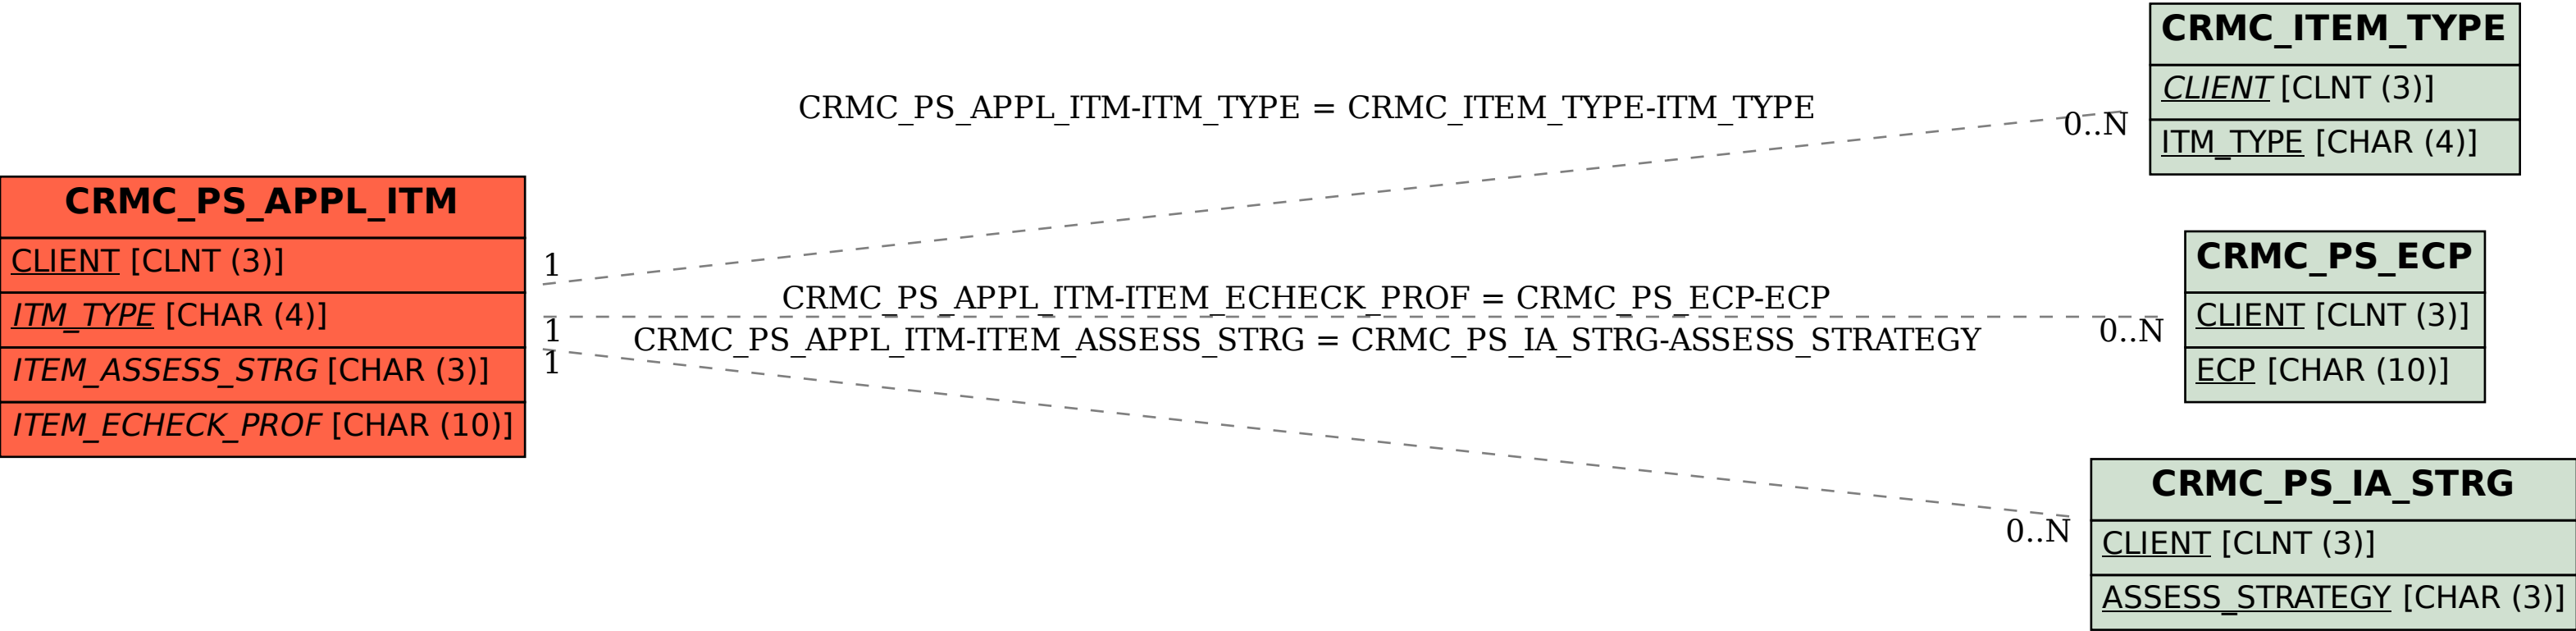 CRMC_PS_APPL_ITM
CLIENT [CLNT (3)]
ITM_TYPE [CHAR (4)]
ITEM_ASSESS_STRG [CHAR (3)]
ITEM_ECHECK_PROF [CHAR (10)]
CRMC_PS_APPL_ITM-ITM_TYPE = CRMC_ITEM_TYPE-ITM_TYPE
1
0..N
CRMC_PS_APPL_ITM-ITEM_ECHECK_PROF = CRMC_PS_ECP-ECP
1
0..N
CRMC_PS_APPL_ITM-ITEM_ASSESS_STRG = CRMC_PS_IA_STRG-ASSESS_STRATEGY
1
0..N
CRMC_ITEM_TYPE
CLIENT [CLNT (3)]
ITM_TYPE [CHAR (4)]
CRMC_PS_ECP
CLIENT [CLNT (3)]
ECP [CHAR (10)]
CRMC_PS_IA_STRG
CLIENT [CLNT (3)]
ASSESS_STRATEGY [CHAR (3)]